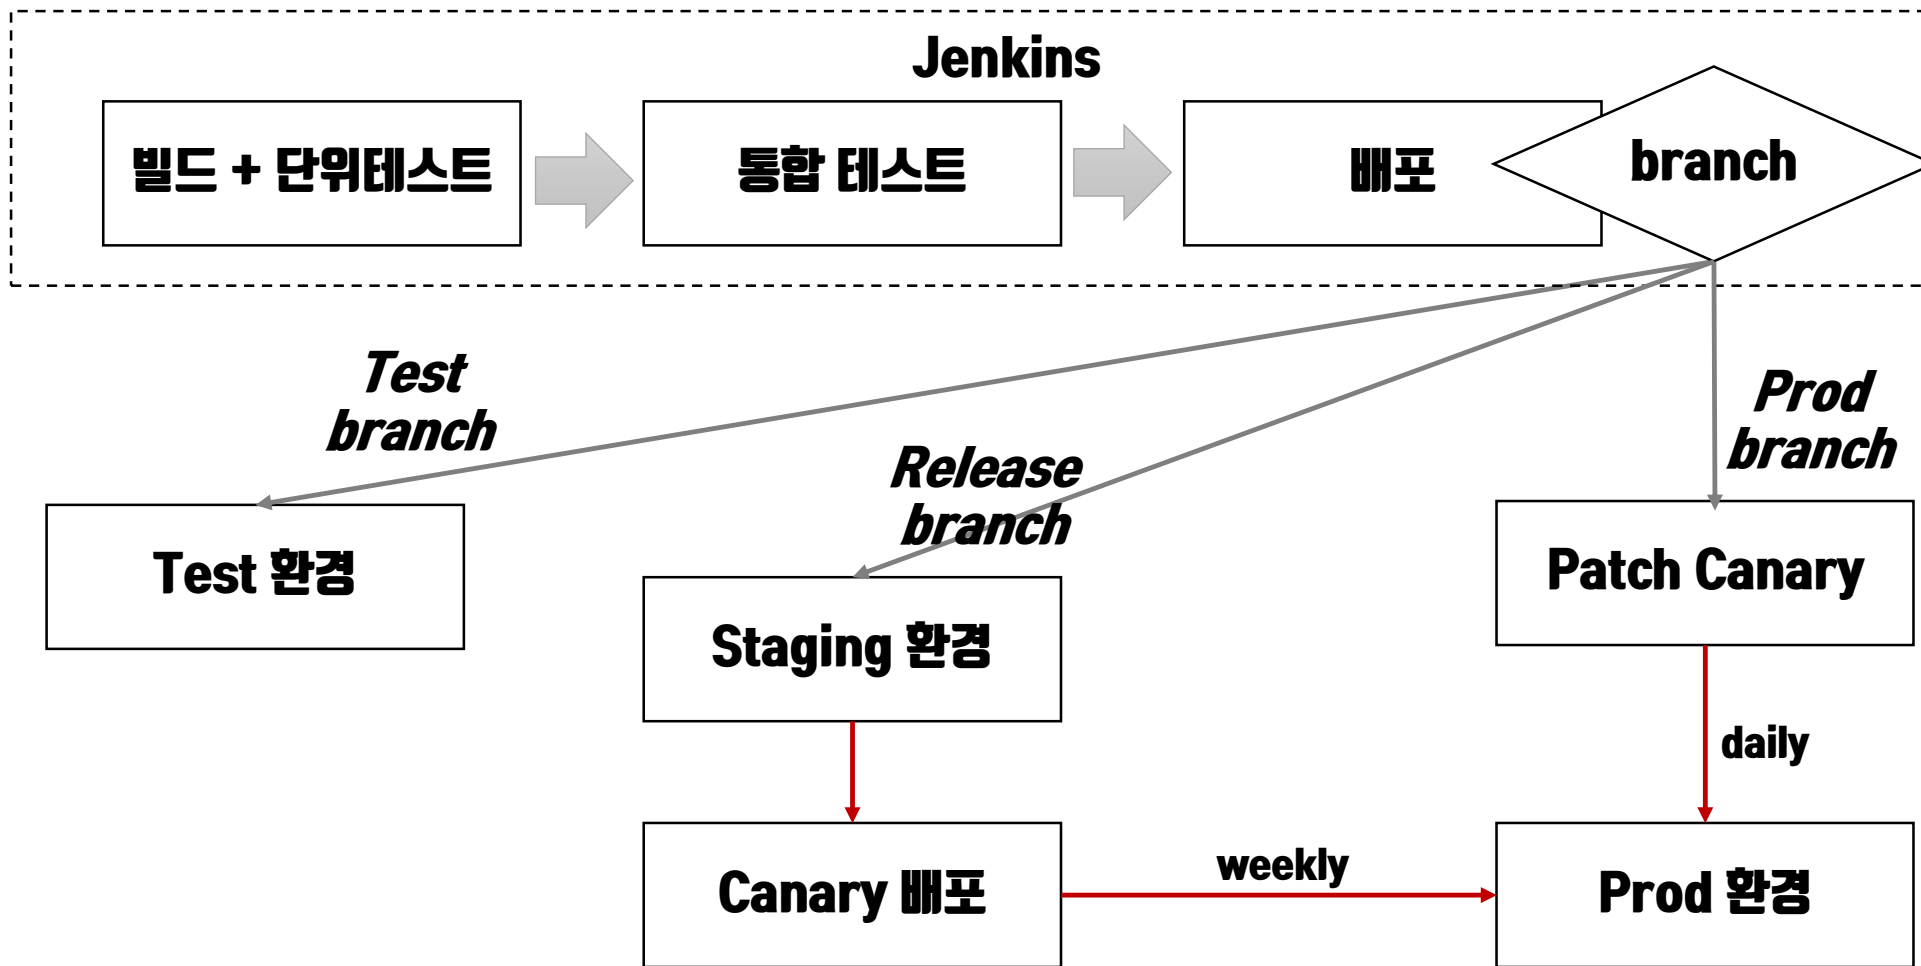 Jenkins
빌드 + 단위테스트
통합 테스트
배포
branch
Test
branch
Release
branch
Prod
branch
Test 환경
Staging 환경
Patch Canary
daily
Canary 배포
weekly
Prod 환경